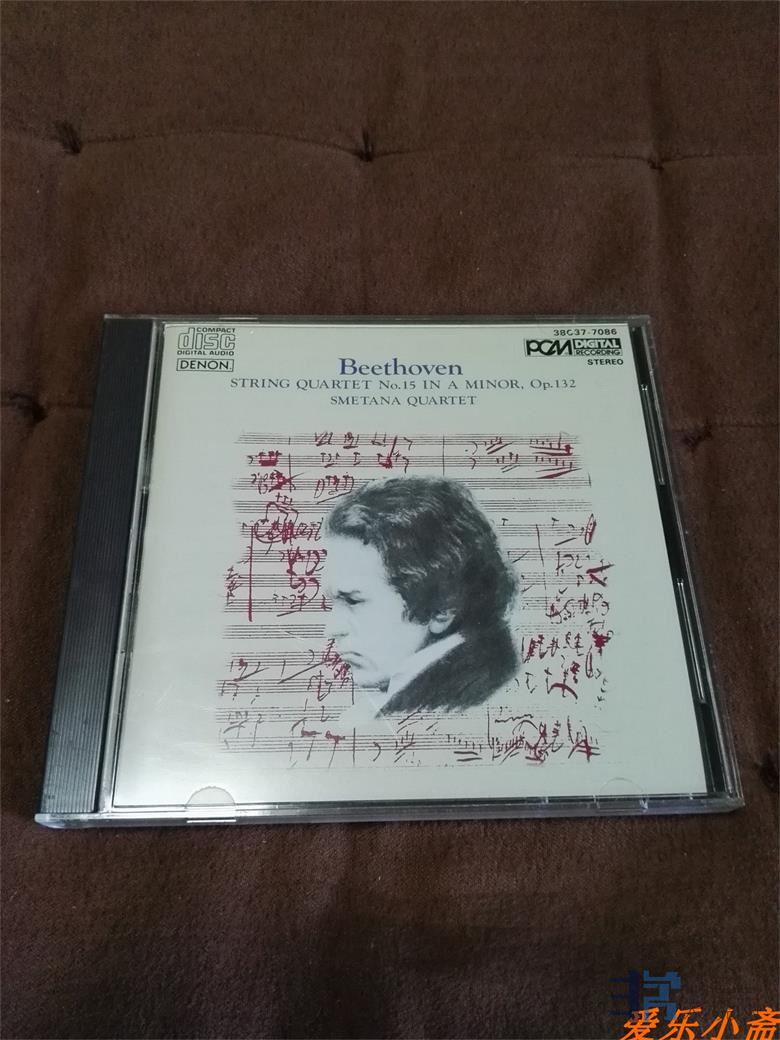 COMPACT
disc
DIGITAL AUDIO
DENON
38C37-7086
PCM DIGITAL
RECORDING
STEREO
Beethoven
STRING QUARTET No.15 IN A MINOR, Op.132
SMETANA QUARTET
爱乐小斋